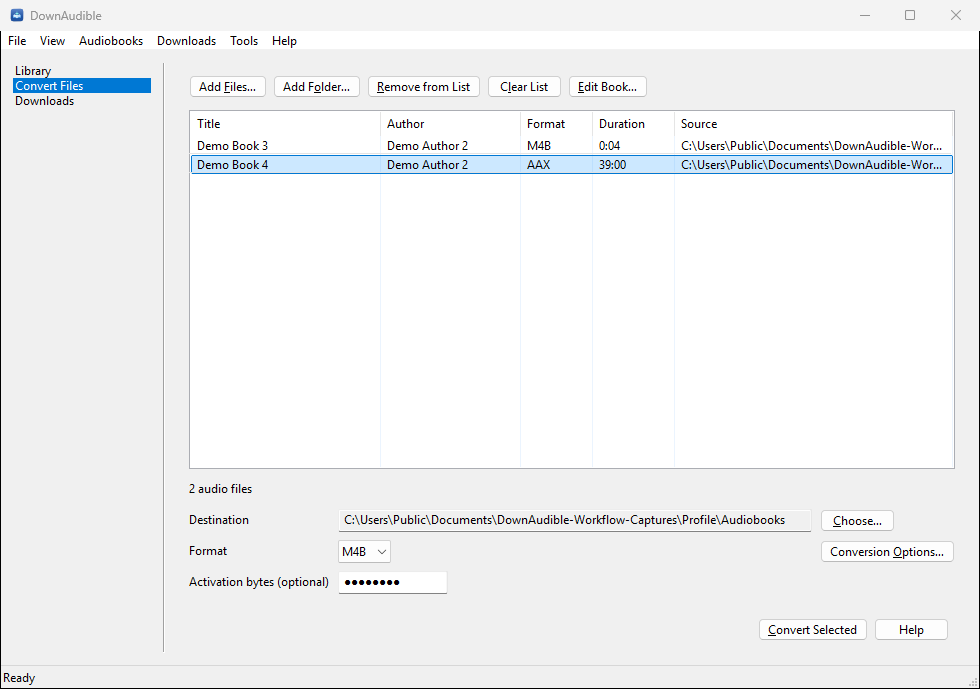 DownAudible
File View Audiobooks Downloads Tools Help
Library
Convert Files
Downloads
Add Files... Add Folder... Remove from List Clear List Edit Book...
Title Author Format Duration Source
Demo Book 3 Demo Author 2 M4B 0:04 C:\Users\Public\Documents\DownAudible-Wor...
Demo Book 4 Demo Author 2 AAX 39:00 C:\Users\Public\Documents\DownAudible-Wor...
2 audio files
Destination C:\Users\Public\Documents\DownAudible-Workflow-Captures\Profile\Audiobooks Choose...
Format M4B Conversion Options...
Activation bytes (optional) ●●●●●●●●
Convert Selected Help
Ready